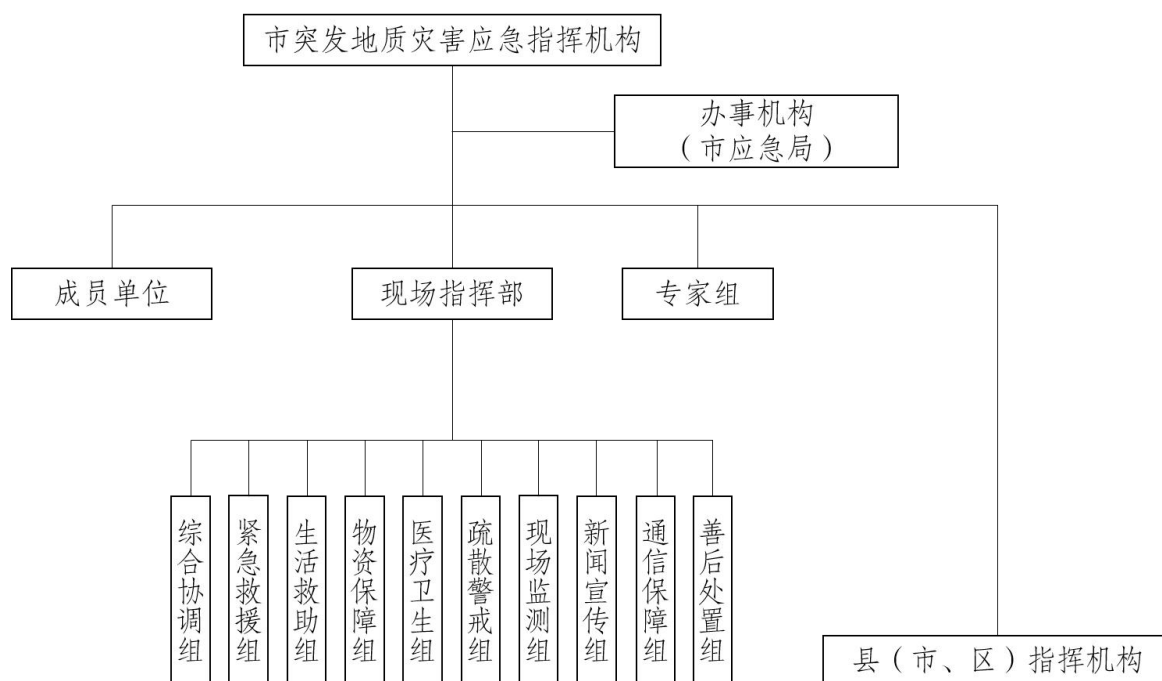 市突发地质灾害应急指挥机构
办事机构
（市应急局）
成员单位
现场指挥部
专家组
综合协调组
紧急救援组
生活救助组
物资保障组
医疗卫生组
疏散警戒组
现场监测组
新闻宣传组
通信保障组
善后处置组
县（市、区）指挥机构